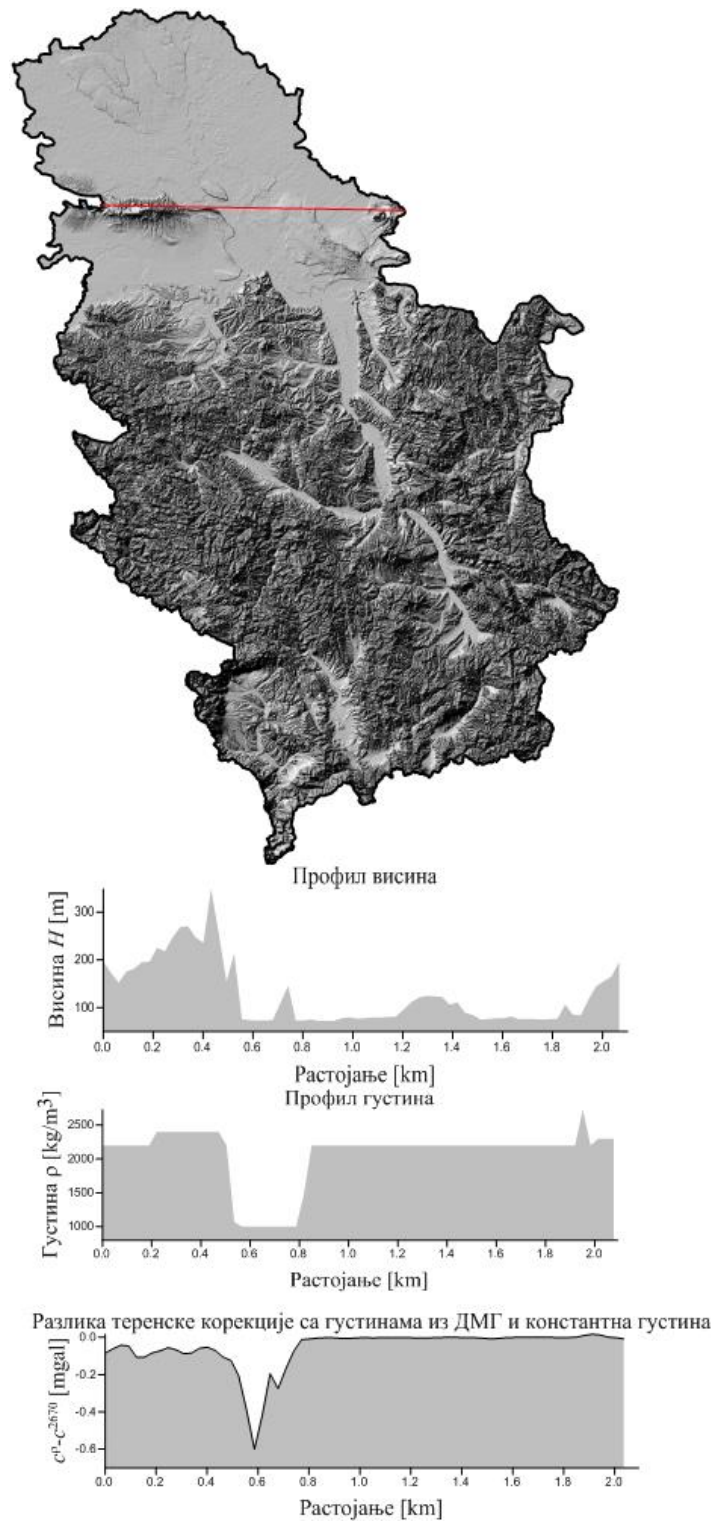 Профил висина
Висина H [m]
300
200
100
0.0 0.2 0.4 0.6 0.8 1.0 1.2 1.4 1.6 1.8 2.0
Растојање [km]
Профил густина
Густина ρ [kg/m³]
2500
2000
1500
1000
0.0 0.2 0.4 0.6 0.8 1.0 1.2 1.4 1.6 1.8 2.0
Растојање [km]
Разлика теренске корекције са густинама из ДМГ и константна густина
cᵖ-c²⁶⁷⁰ [mgal]
0.0
-0.2
-0.4
-0.6
0.0 0.2 0.4 0.6 0.8 1.0 1.2 1.4 1.6 1.8 2.0
Растојање [km]